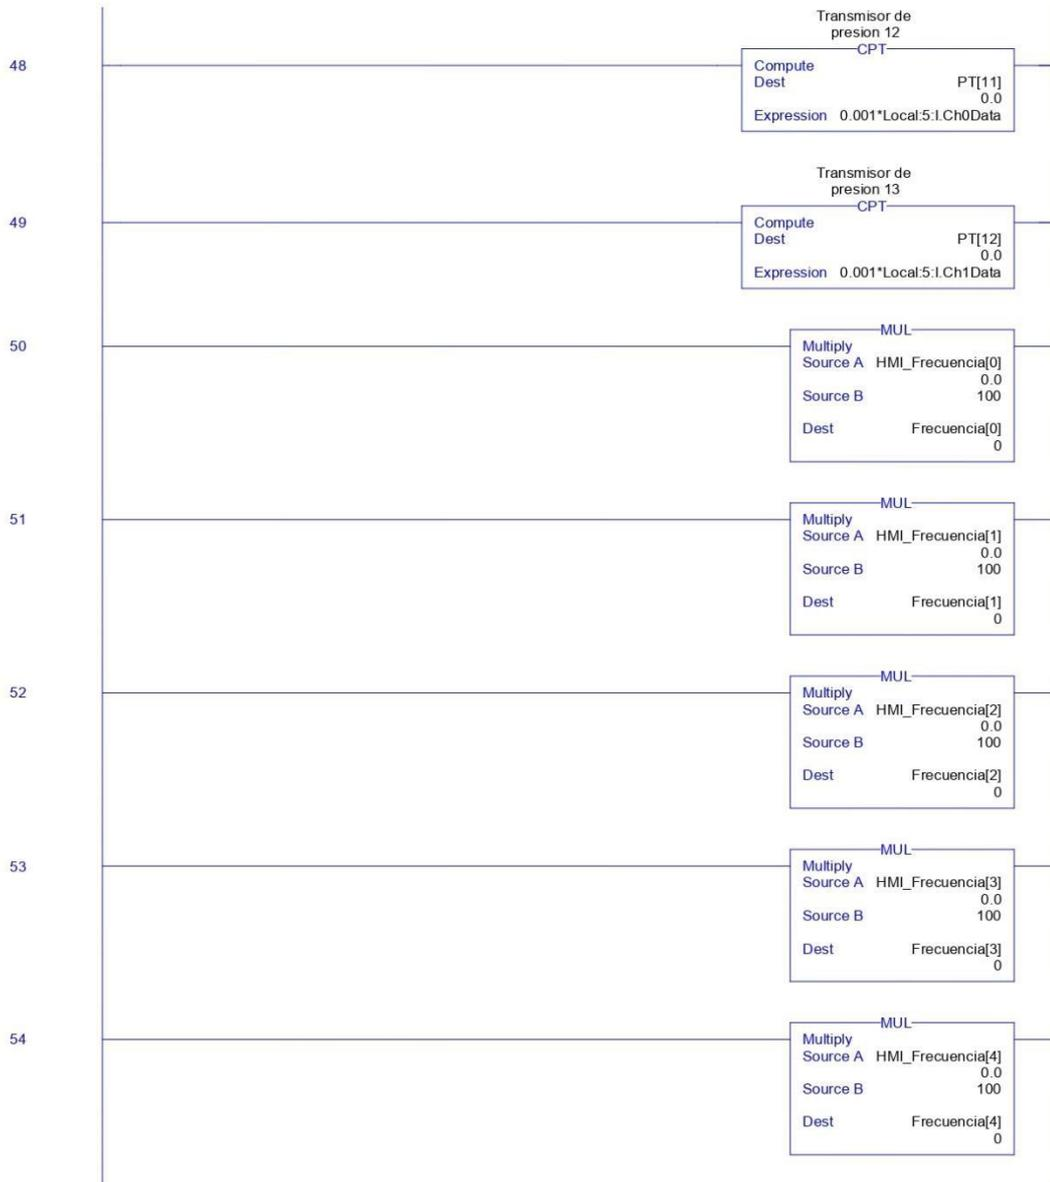 Transmisor de
presion 12
CPT
48
Compute
Dest PT[11]
0.0
Expression 0.001*Local:5:I.Ch0Data
Transmisor de
presion 13
CPT
49
Compute
Dest PT[12]
0.0
Expression 0.001*Local:5:I.Ch1Data
MUL
50
Multiply
Source A HMI_Frecuencia[0]
0.0
Source B 100
Dest Frecuencia[0]
0
MUL
51
Multiply
Source A HMI_Frecuencia[1]
0.0
Source B 100
Dest Frecuencia[1]
0
MUL
52
Multiply
Source A HMI_Frecuencia[2]
0.0
Source B 100
Dest Frecuencia[2]
0
MUL
53
Multiply
Source A HMI_Frecuencia[3]
0.0
Source B 100
Dest Frecuencia[3]
0
MUL
54
Multiply
Source A HMI_Frecuencia[4]
0.0
Source B 100
Dest Frecuencia[4]
0